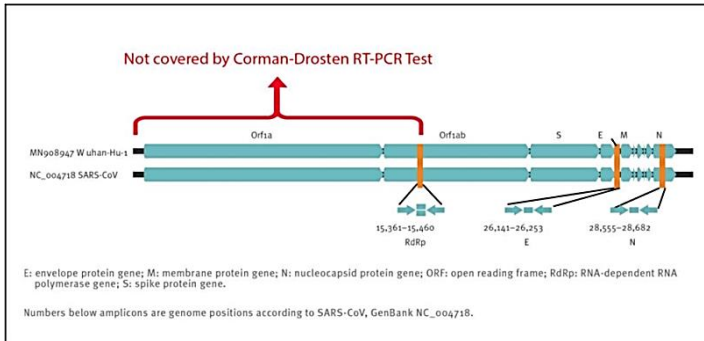 Not covered by Corman-Drosten RT-PCR Test
Orf1a Orf1ab S E M N
MN908947 Wuhan-Hu-1
NC_004718 SARS-CoV
15,361–15,460 26,141–26,253 28,555–28,682
RdRp E N
E: envelope protein gene; M: membrane protein gene; N: nucleocapsid protein gene; ORF: open reading frame; RdRp: RNA-dependent RNA
polymerase gene; S: spike protein gene.
Numbers below amplicons are genome positions according to SARS-CoV, GenBank NC_004718.